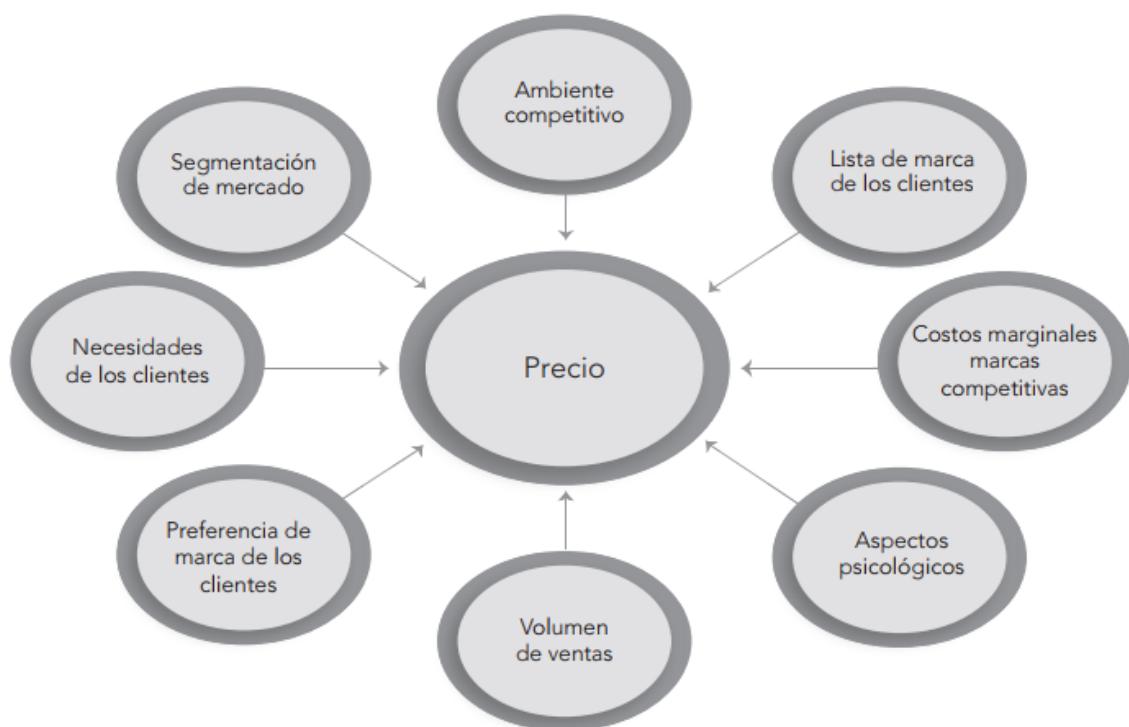 Ambiente
competitivo
Segmentación
de mercado
Lista de marca
de los clientes
Necesidades
de los clientes
Precio
Costos marginales
marcas
competitivas
Preferencia de
marca de los
clientes
Aspectos
psicológicos
Volumen
de ventas